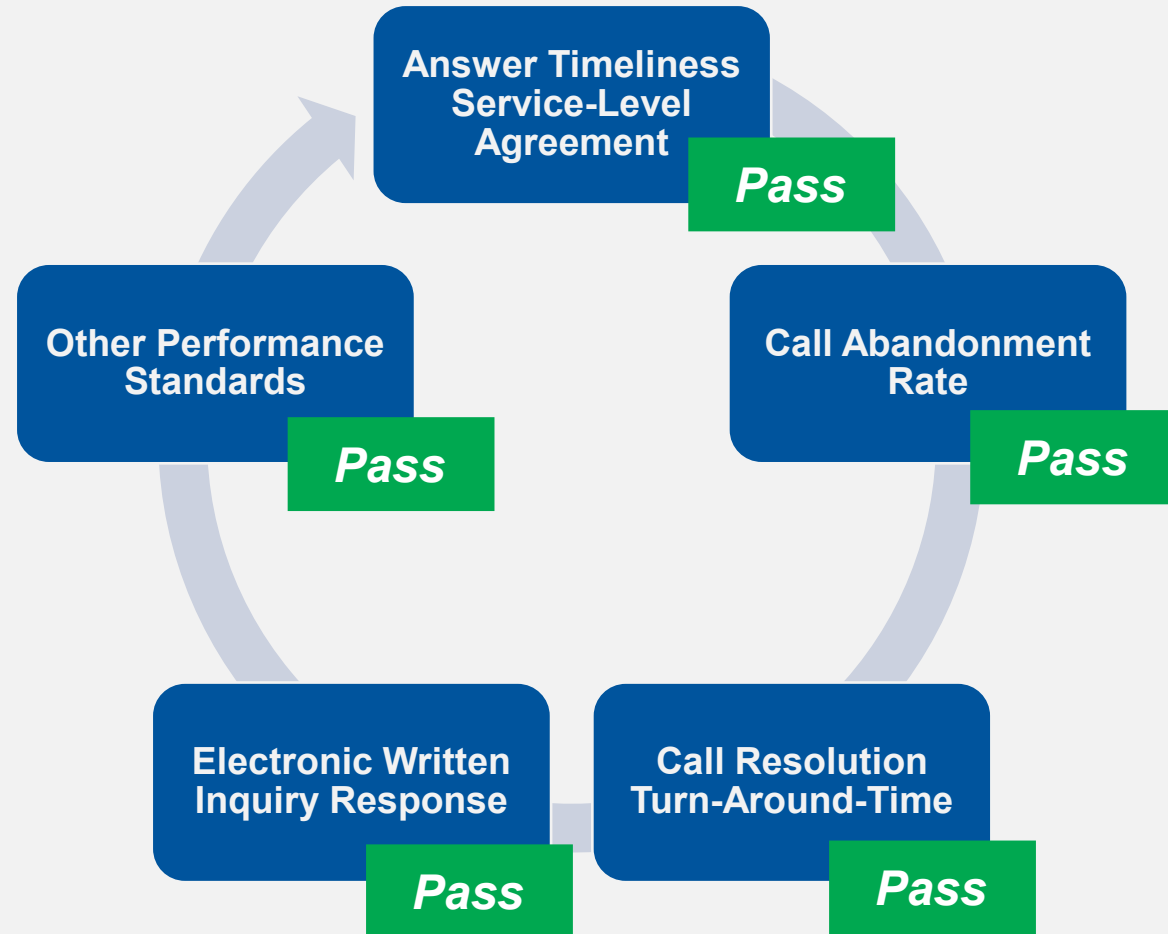 Answer Timeliness
Service-Level
Agreement
Pass
Call Abandonment
Rate
Pass
Call Resolution
Turn-Around-Time
Pass
Electronic Written
Inquiry Response
Pass
Other Performance
Standards
Pass